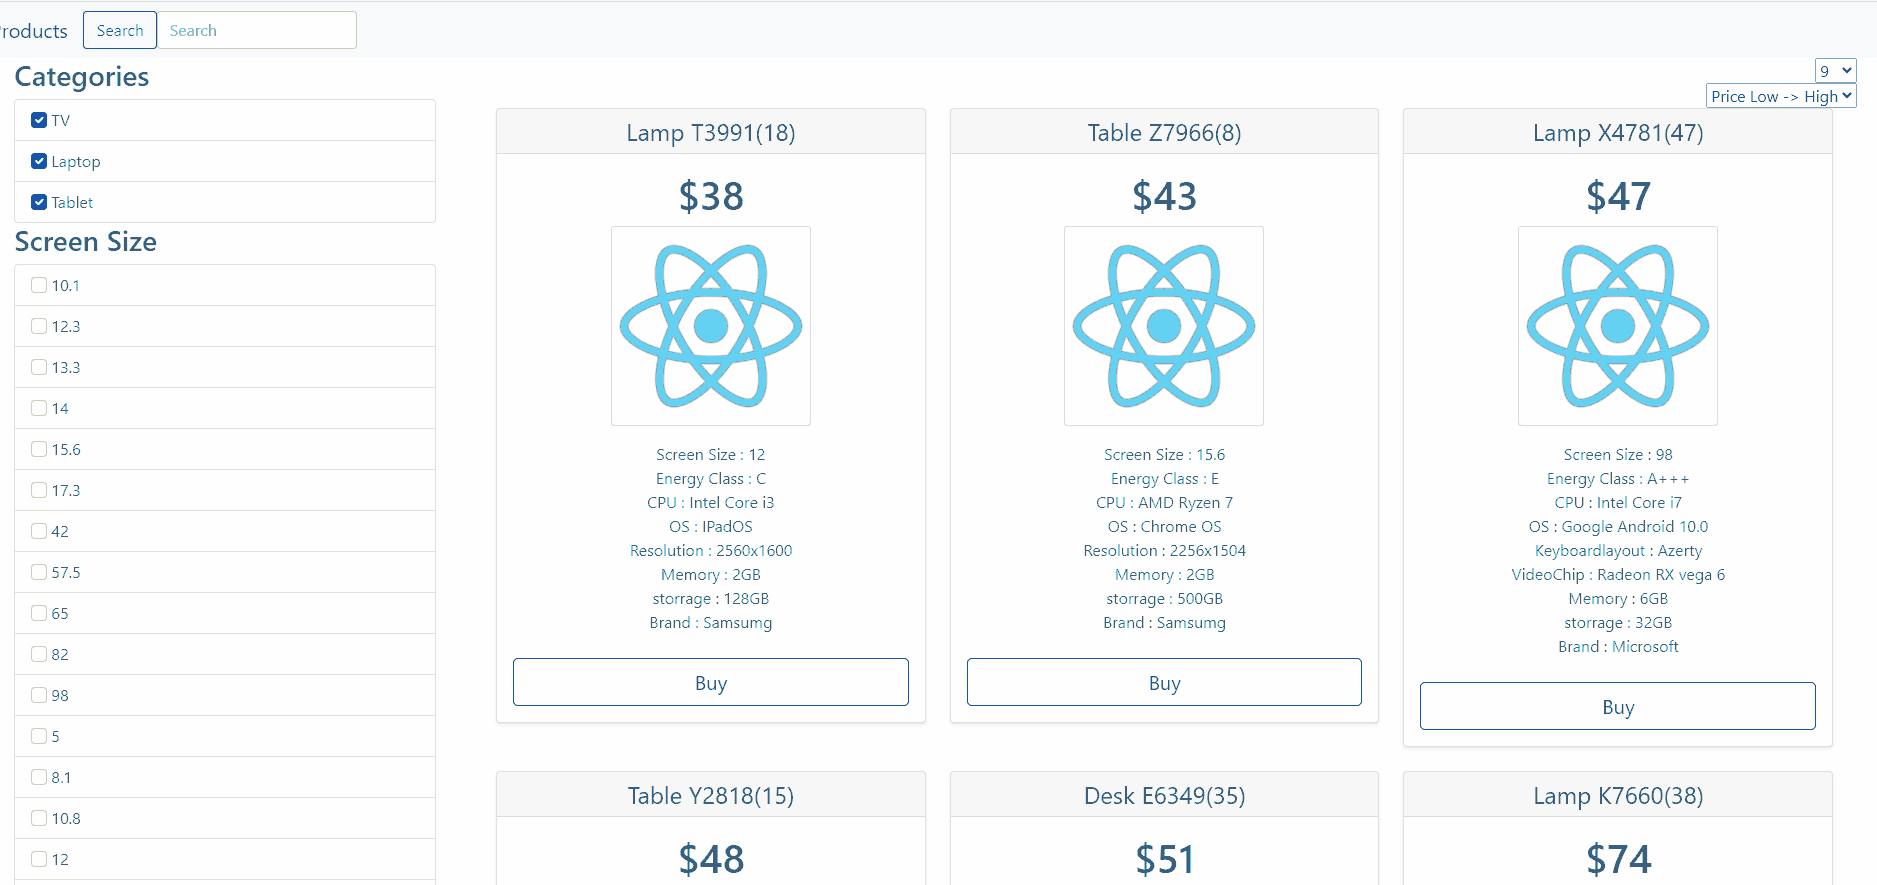 Products Search Search
Categories
TV
Laptop
Tablet
Screen Size
10.1
12.3
13.3
14
15.6
17.3
42
57.5
65
82
98
5
8.1
10.8
12
9
Price Low -> High
Lamp T3991(18)
$38
Screen Size : 12
Energy Class : C
CPU : Intel Core i3
OS : IPadOS
Resolution : 2560x1600
Memory : 2GB
storrage : 128GB
Brand : Samsumg
Buy
Table Z7966(8)
$43
Screen Size : 15.6
Energy Class : E
CPU : AMD Ryzen 7
OS : Chrome OS
Resolution : 2256x1504
Memory : 2GB
storrage : 500GB
Brand : Samsumg
Buy
Lamp X4781(47)
$47
Screen Size : 98
Energy Class : A+++
CPU : Intel Core i7
OS : Google Android 10.0
Keyboardlayout : Azerty
VideoChip : Radeon RX vega 6
Memory : 6GB
storrage : 32GB
Brand : Microsoft
Buy
Table Y2818(15)
$48
Desk E6349(35)
$51
Lamp K7660(38)
$74